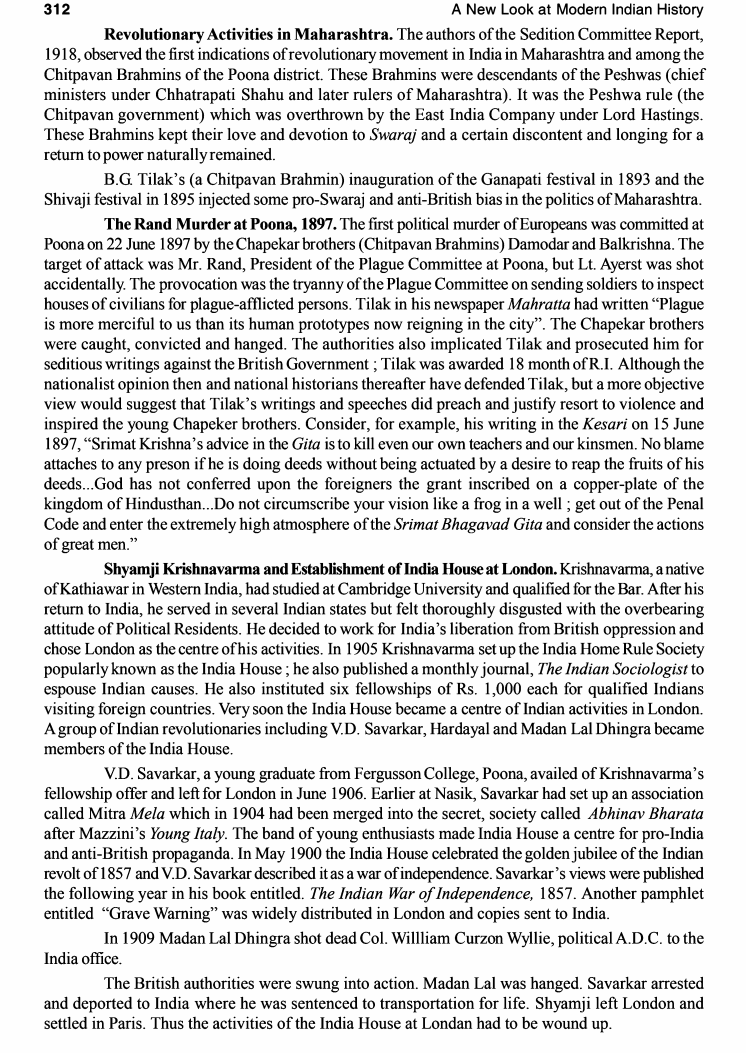 312 A New Look at Modern Indian History
Revolutionary Activities in Maharashtra. The authors of the Sedition Committee Report,
1918, observed the first indications of revolutionary movement in India in Maharashtra and among the
Chitpavan Brahmins of the Poona district. These Brahmins were descendants of the Peshwas (chief
ministers under Chhatrapati Shahu and later rulers of Maharashtra). It was the Peshwa rule (the
Chitpavan government) which was overthrown by the East India Company under Lord Hastings.
These Brahmins kept their love and devotion to Swaraj and a certain discontent and longing for a
return to power naturally remained.
B.G. Tilak's (a Chitpavan Brahmin) inauguration of the Ganapati festival in 1893 and the
Shivaji festival in 1895 injected some pro-Swaraj and anti-British bias in the politics of Maharashtra.
The Rand Murder at Poona, 1897. The first political murder of Europeans was committed at
Poona on 22 June 1897 by the Chapekar brothers (Chitpavan Brahmins) Damodar and Balkrishna. The
target of attack was Mr. Rand, President of the Plague Committee at Poona, but Lt. Ayerst was shot
accidentally. The provocation was the tryanny of the Plague Committee on sending soldiers to inspect
houses of civilians for plague-afflicted persons. Tilak in his newspaper Mahratta had written “Plague
is more merciful to us than its human prototypes now reigning in the city”. The Chapekar brothers
were caught, convicted and hanged. The authorities also implicated Tilak and prosecuted him for
seditious writings against the British Government ; Tilak was awarded 18 month of R.I. Although the
nationalist opinion then and national historians thereafter have defended Tilak, but a more objective
view would suggest that Tilak's writings and speeches did preach and justify resort to violence and
inspired the young Chapeker brothers. Consider, for example, his writing in the Kesari on 15 June
1897, “Srimat Krishna's advice in the Gita is to kill even our own teachers and our kinsmen. No blame
attaches to any preson if he is doing deeds without being actuated by a desire to reap the fruits of his
deeds...God has not conferred upon the foreigners the grant inscribed on a copper-plate of the
kingdom of Hindusthan...Do not circumscribe your vision like a frog in a well ; get out of the Penal
Code and enter the extremely high atmosphere of the Srimat Bhagavad Gita and consider the actions
of great men.”
Shyamji Krishnavarma and Establishment of India House at London. Krishnavarma, a native
of Kathiawar in Western India, had studied at Cambridge University and qualified for the Bar. After his
return to India, he served in several Indian states but felt thoroughly disgusted with the overbearing
attitude of Political Residents. He decided to work for India's liberation from British oppression and
chose London as the centre of his activities. In 1905 Krishnavarma set up the India Home Rule Society
popularly known as the India House ; he also published a monthly journal, The Indian Sociologist to
espouse Indian causes. He also instituted six fellowships of Rs. 1,000 each for qualified Indians
visiting foreign countries. Very soon the India House became a centre of Indian activities in London.
A group of Indian revolutionaries including V.D. Savarkar, Hardayal and Madan Lal Dhingra became
members of the India House.
V.D. Savarkar, a young graduate from Fergusson College, Poona, availed of Krishnavarma's
fellowship offer and left for London in June 1906. Earlier at Nasik, Savarkar had set up an association
called Mitra Mela which in 1904 had been merged into the secret, society called Abhinav Bharata
after Mazzini's Young Italy. The band of young enthusiasts made India House a centre for pro-India
and anti-British propaganda. In May 1900 the India House celebrated the golden jubilee of the Indian
revolt of 1857 and V.D. Savarkar described it as a war of independence. Savarkar's views were published
the following year in his book entitled. The Indian War of Independence, 1857. Another pamphlet
entitled “Grave Warning” was widely distributed in London and copies sent to India.
In 1909 Madan Lal Dhingra shot dead Col. Willliam Curzon Wyllie, political A.D.C. to the
India office.
The British authorities were swung into action. Madan Lal was hanged. Savarkar arrested
and deported to India where he was sentenced to transportation for life. Shyamji left London and
settled in Paris. Thus the activities of the India House at Londan had to be wound up.